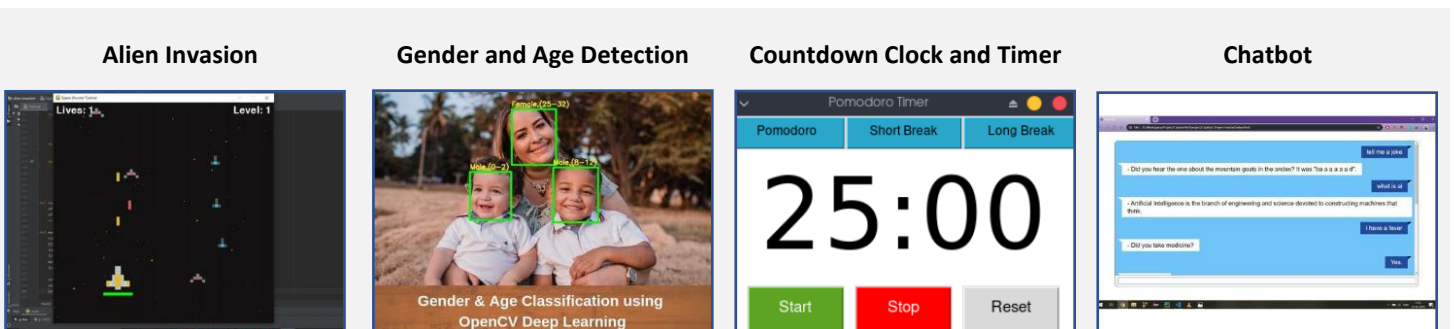 Alien Invasion
Gender and Age Detection
Countdown Clock and Timer
Chatbot
Lives: 1
Level: 1
Female,(25-32)
Male,(0-2)
Male,(8-12)
Gender & Age Classification using
OpenCV Deep Learning
Pomodoro Timer
Pomodoro
Short Break
Long Break
25:00
Start
Stop
Reset
tell me a joke
- Did you hear the one about the mountain goats in the andes? It was "ba a a a a a d".
what is ai
- Artificial Intelligence is the branch of engineering and science devoted to constructing machines that
think.
I have a fever
- Did you take medicine?
Yes.